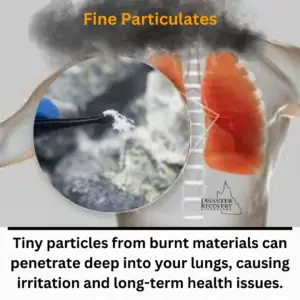 Fine Particulates
DISASTER
RECOVERY
Tiny particles from burnt materials can
penetrate deep into your lungs, causing
irritation and long-term health issues.